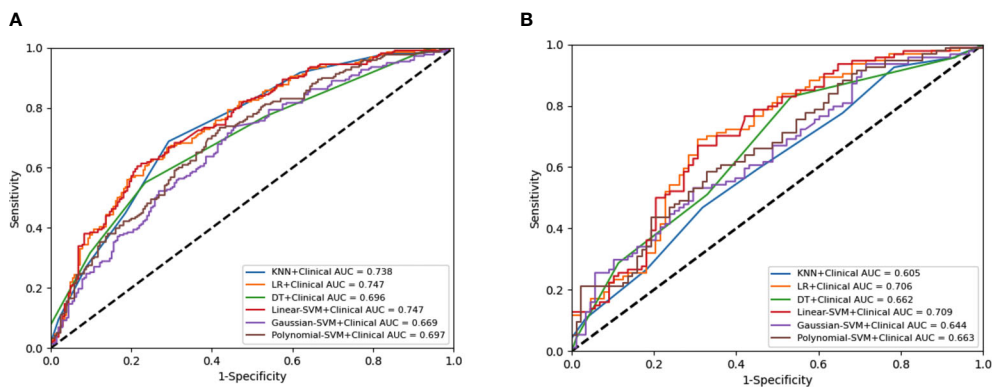 A
1.0
0.8
0.6
0.4
0.2
0.0
Sensitivity
0.0
0.2
0.4
0.6
0.8
1.0
1-Specificity
KNN+Clinical AUC = 0.738
LR+Clinical AUC = 0.747
DT+Clinical AUC = 0.696
Linear-SVM+Clinical AUC = 0.747
Gaussian-SVM+Clinical AUC = 0.669
Polynomial-SVM+Clinical AUC = 0.697
B
1.0
0.8
0.6
0.4
0.2
0.0
Sensitivity
0.0
0.2
0.4
0.6
0.8
1.0
1-Specificity
KNN+Clinical AUC = 0.605
LR+Clinical AUC = 0.706
DT+Clinical AUC = 0.662
Linear-SVM+Clinical AUC = 0.709
Gaussian-SVM+Clinical AUC = 0.644
Polynomial-SVM+Clinical AUC = 0.663